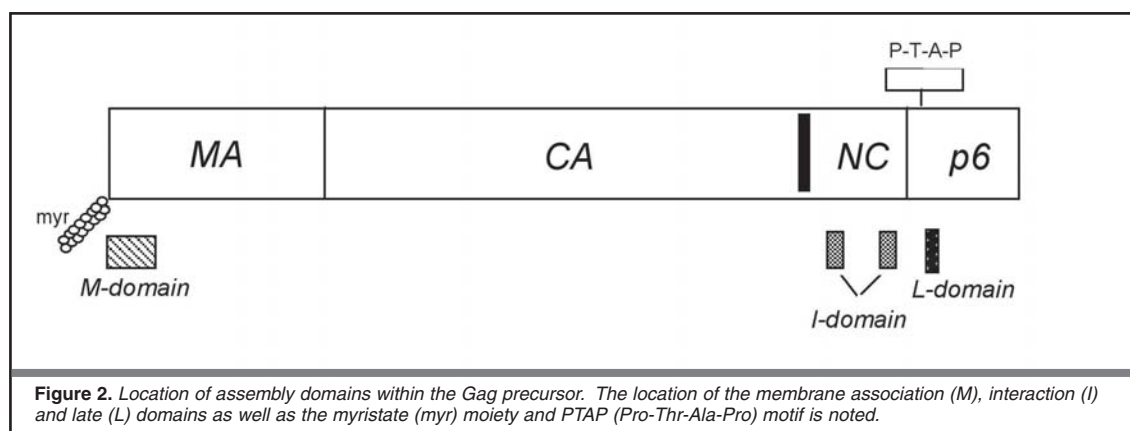 P-T-A-P
MA
CA
NC
p6
myr
M-domain
I-domain
L-domain
Figure 2. Location of assembly domains within the Gag precursor. The location of the membrane association (M), interaction (I)
and late (L) domains as well as the myristate (myr) moiety and PTAP (Pro-Thr-Ala-Pro) motif is noted.